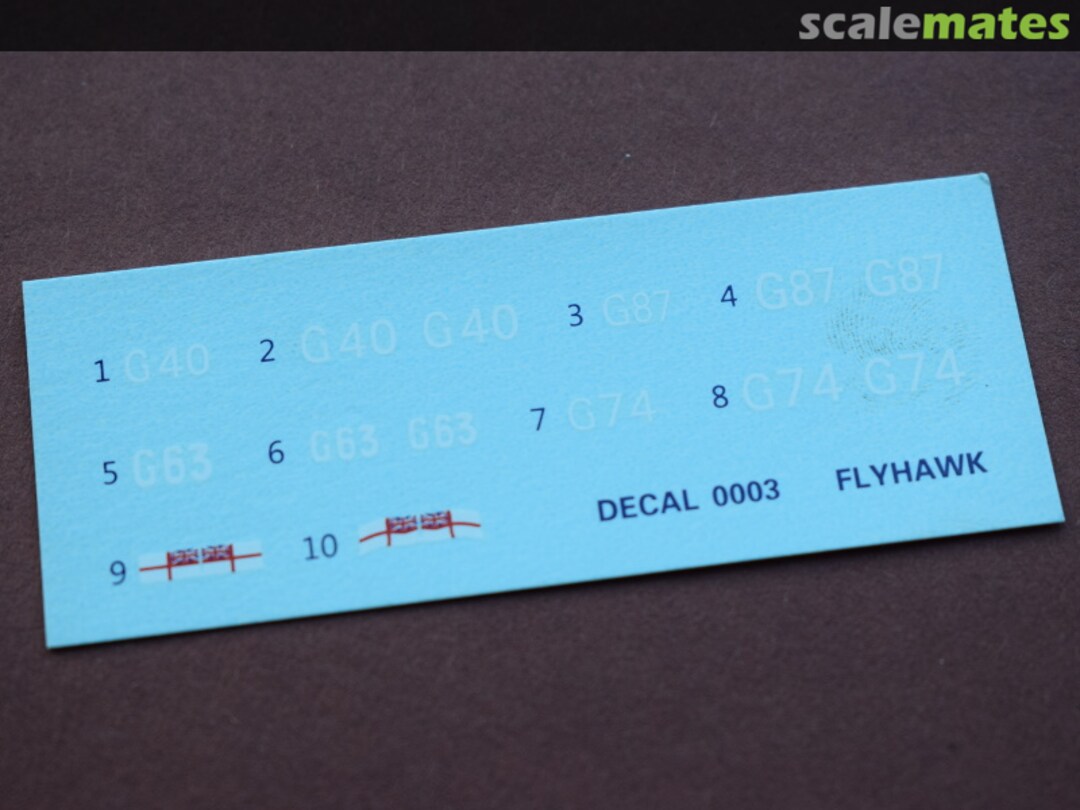 scalemates
1 G40 2 G40 G40 3 G87 4 G87 G87
5 G63 6 G63 G63 7 G74 8 G74 G74
9 10 DECAL 0003 FLYHAWK